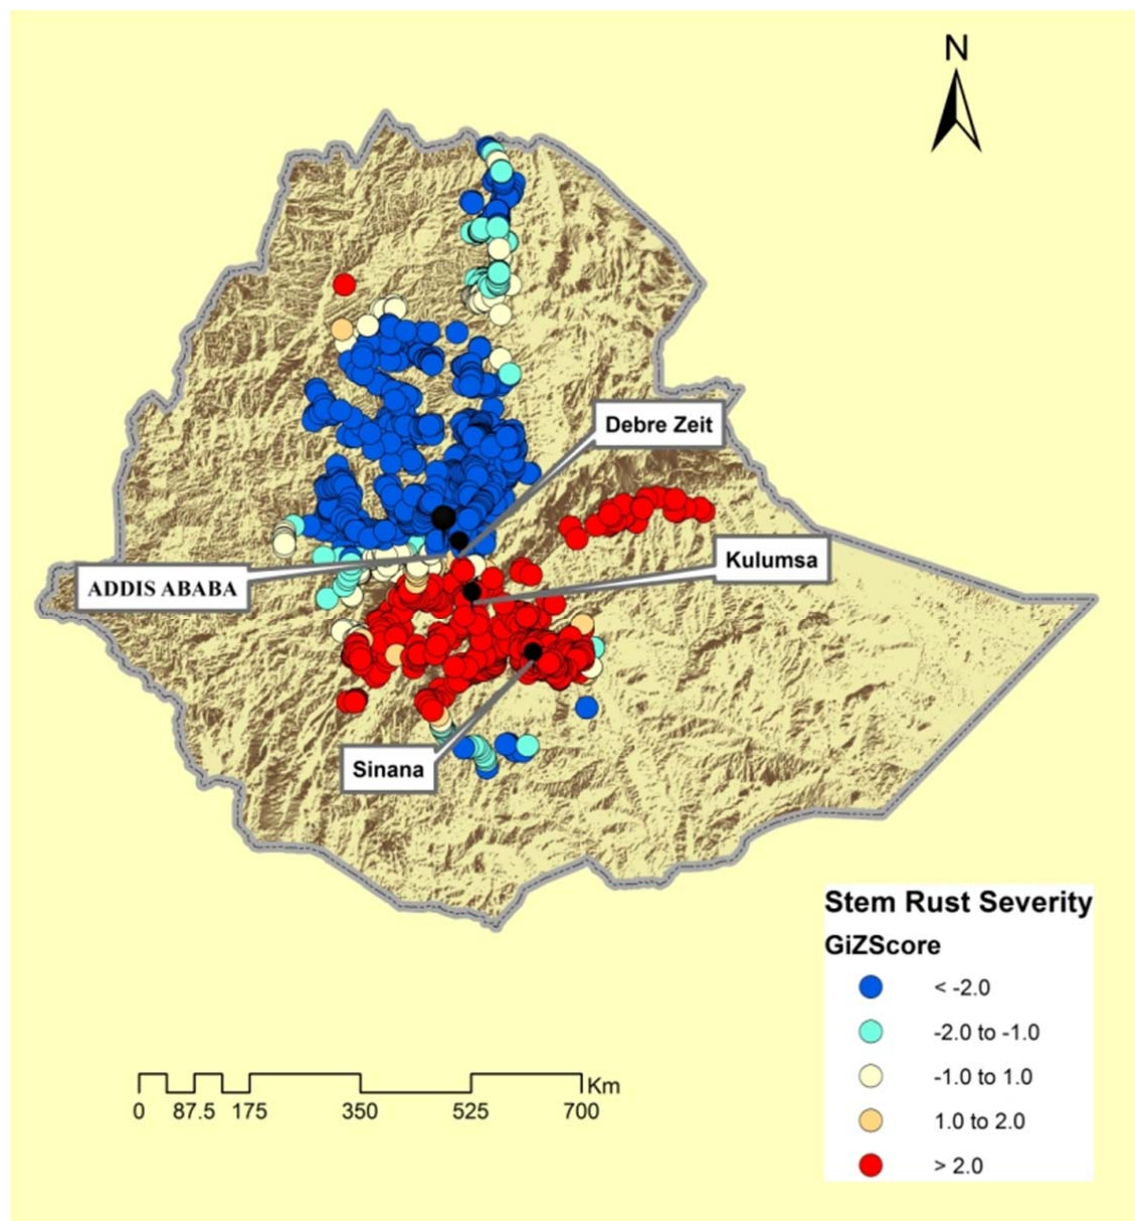 N
Debre Zeit
Kulumsa
ADDIS ABABA
Sinana
Stem Rust Severity
GiZScore
< -2.0
-2.0 to -1.0
-1.0 to 1.0
1.0 to 2.0
> 2.0
Km
0 87.5 175 350 525 700